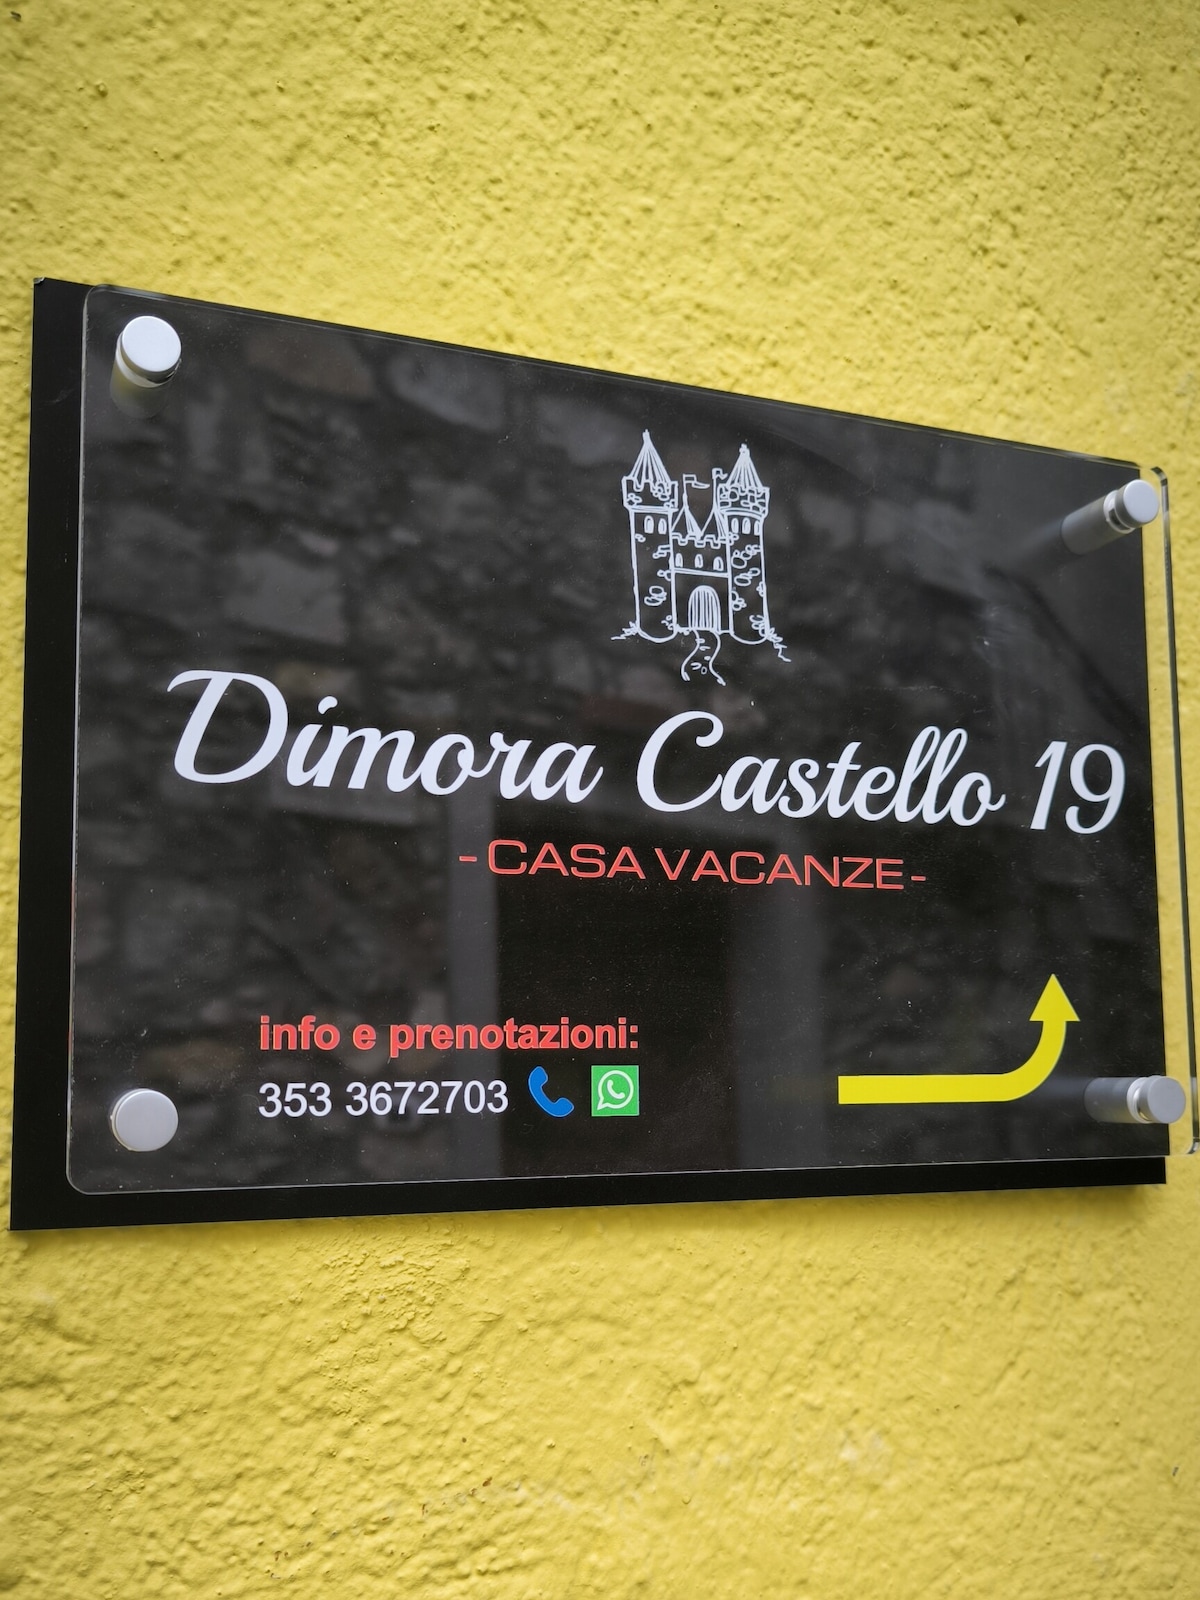 Dimora Castello 19
-CASA VACANZE-
info e prenotazioni:
353 3672703